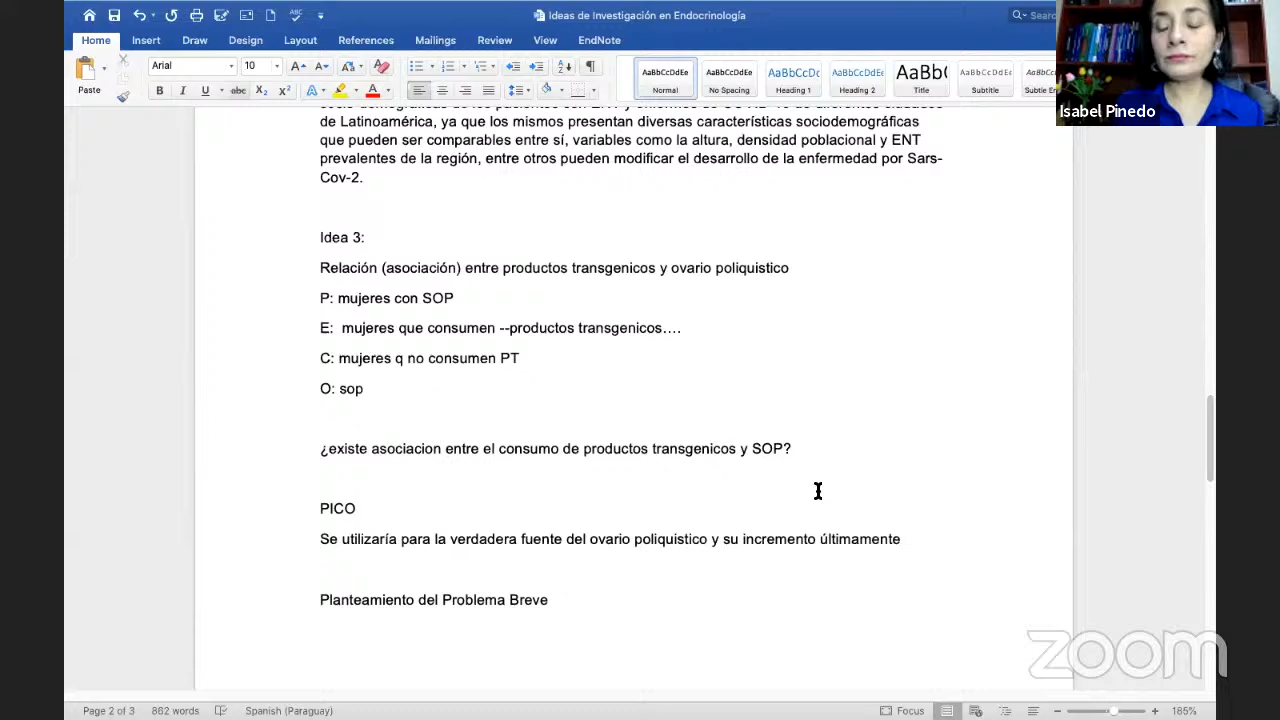 Ideas de Investigación en Endocrinología
Home Insert Draw Design Layout References Mailings Review View EndNote
Paste
Arial
10
AaBbCcDdEe AaBbCcDdEe AaBbCcDc AaBbCcDdEe AaBbC AaBbCcDdEe
Normal No Spacing Heading 1 Heading 2 Title Subtitle
Isabel Pinedo
de Latinoamérica, ya que los mismos presentan diversas características sociodemográficas
que pueden ser comparables entre sí, variables como la altura, densidad poblacional y ENT
prevalentes de la región, entre otros pueden modificar el desarrollo de la enfermedad por Sars-
Cov-2.
Idea 3:
Relación (asociación) entre productos transgenicos y ovario poliquistico
P: mujeres con SOP
E:  mujeres que consumen --productos transgenicos….
C: mujeres q no consumen PT
O: sop
¿existe asociacion entre el consumo de productos transgenicos y SOP?
PICO
Se utilizaría para la verdadera fuente del ovario poliquistico y su incremento últimamente
Planteamiento del Problema Breve
zoom
Page 2 of 3 862 words Spanish (Paraguay) Focus 185%